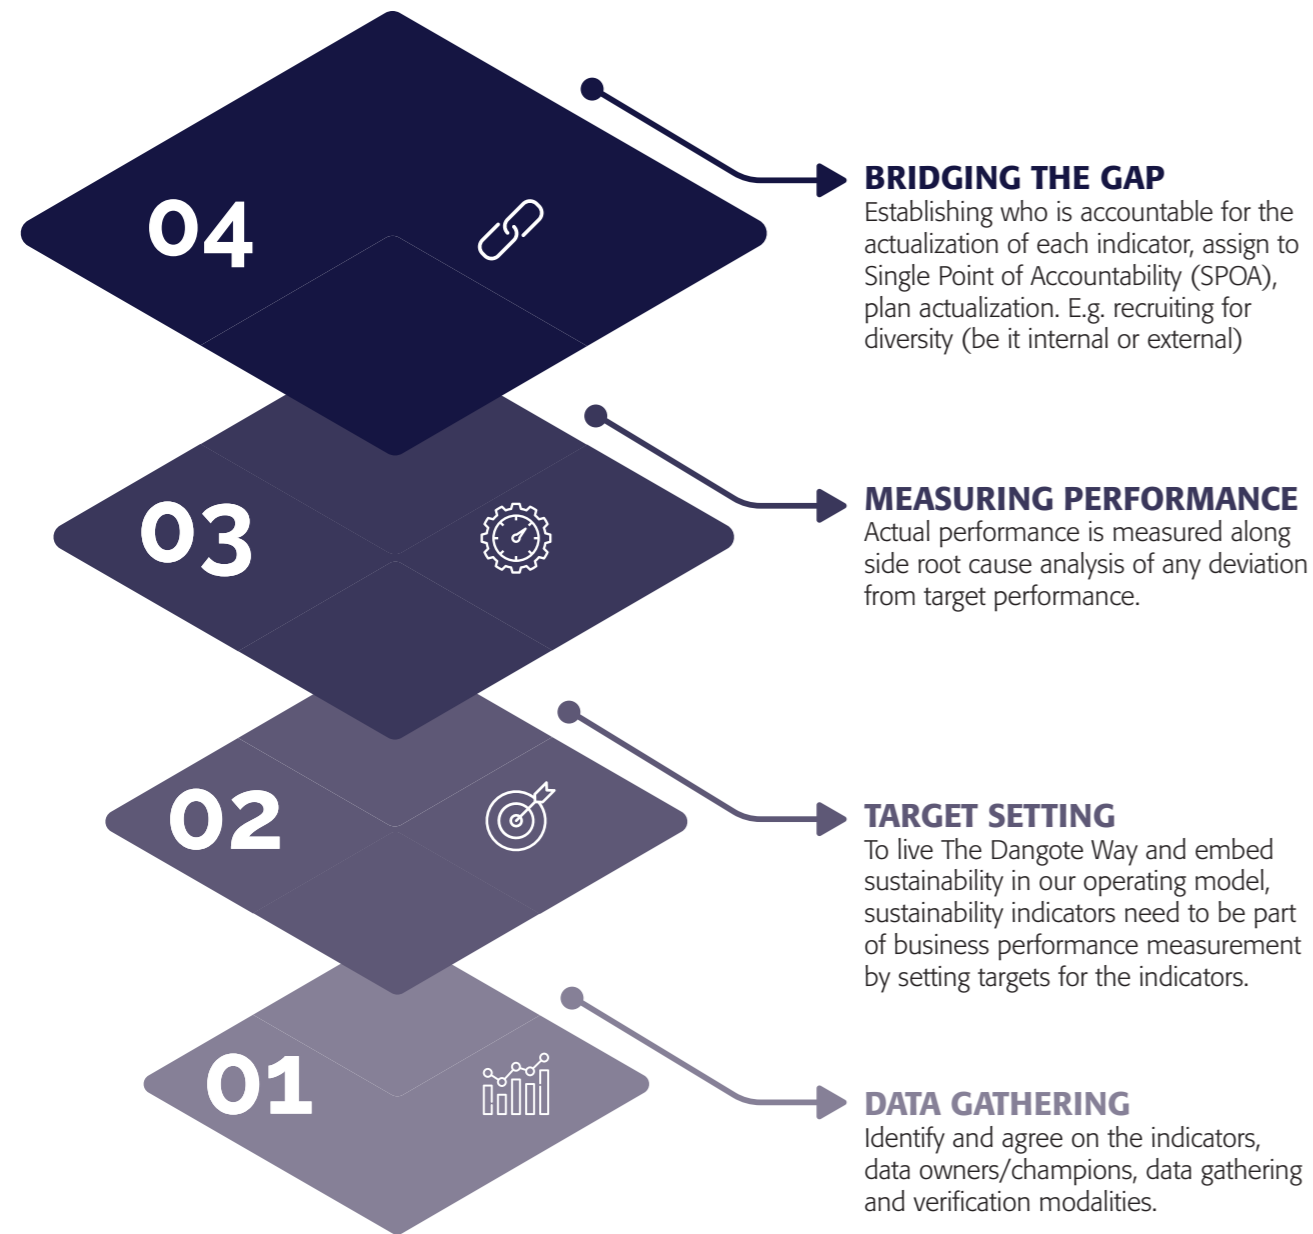 04
BRIDGING THE GAP
Establishing who is accountable for the
actualization of each indicator, assign to
Single Point of Accountability (SPOA),
plan actualization. E.g. recruiting for
diversity (be it internal or external)
03
MEASURING PERFORMANCE
Actual performance is measured along
side root cause analysis of any deviation
from target performance.
02
TARGET SETTING
To live The Dangote Way and embed
sustainability in our operating model,
sustainability indicators need to be part
of business performance measurement
by setting targets for the indicators.
01
DATA GATHERING
Identify and agree on the indicators,
data owners/champions, data gathering
and verification modalities.